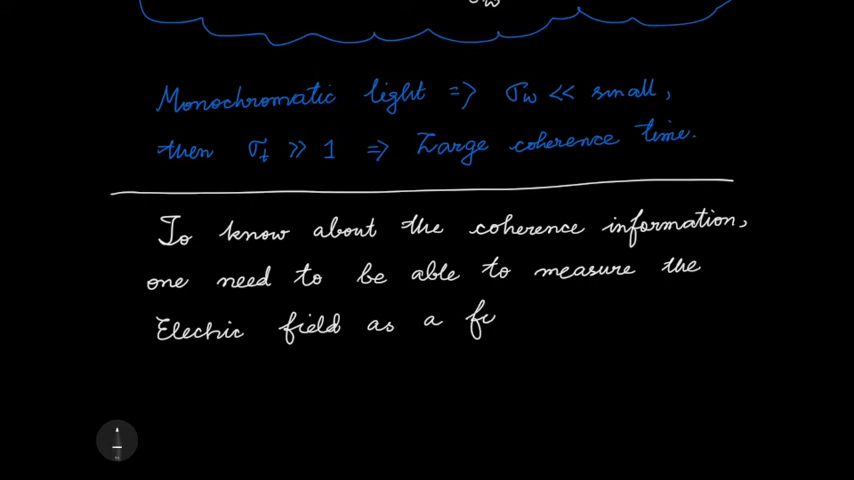 Monochromatic light => σω << small,
then σt >> 1 => Large coherence time.
To know about the coherence information,
one need to be able to measure the
Electric field as a fu